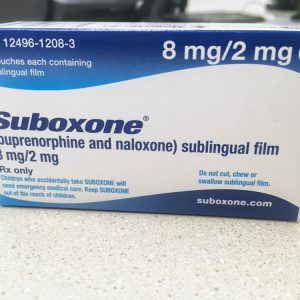 12496-1208-3
ouches each containing
ublingual film
8 mg/2 mg
Suboxone®
buprenorphine and naloxone) sublingual film
8 mg/2 mg
Rx only
Children who accidentally take SUBOXONE will
need emergency medical care. Keep SUBOXONE
out of the reach of children.
Do not cut, chew or
swallow sublingual film.
suboxone.com